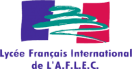 Lycée Français International
de L'A.F.L.E.C.